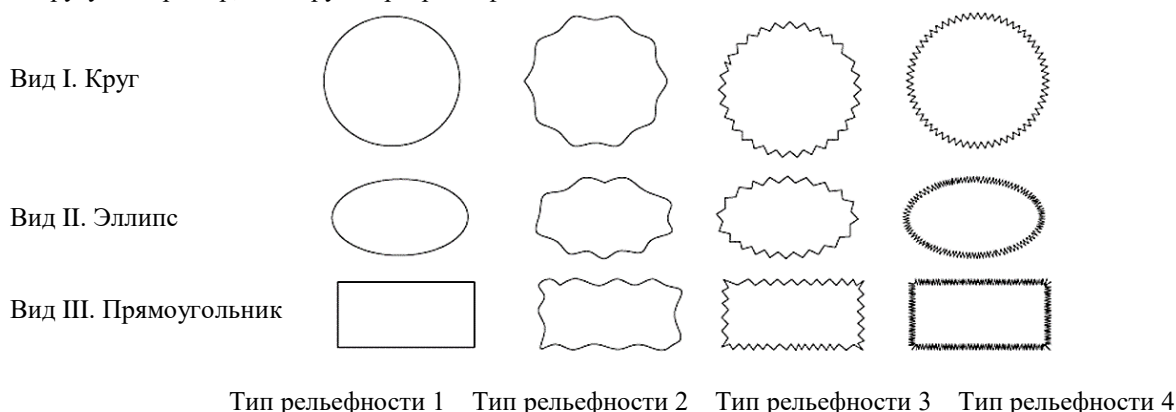 Вид I. Круг
Вид II. Эллипс
Вид III. Прямоугольник
Тип рельефности 1 Тип рельефности 2 Тип рельефности 3 Тип рельефности 4